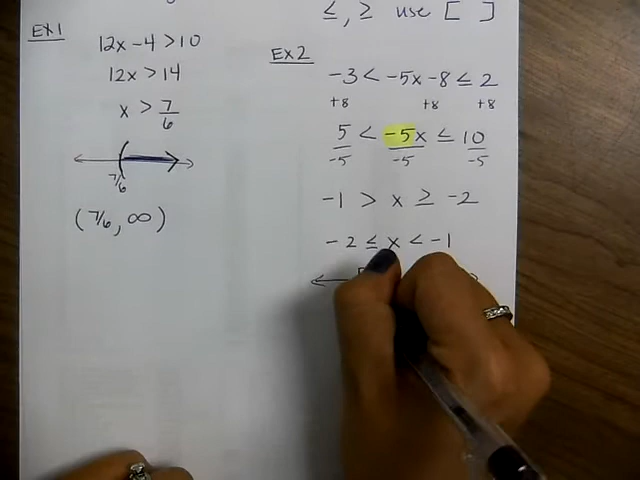 ≤, ≥ use [ ]
Ex1
12x - 4 > 10
12x > 14
x > 7/6
7/6
(7/6, ∞)
Ex2
-3 < -5x - 8 ≤ 2
+8 +8 +8
5 < -5x ≤ 10
-5 -5 -5
-1 > x ≥ -2
-2 ≤ x < -1